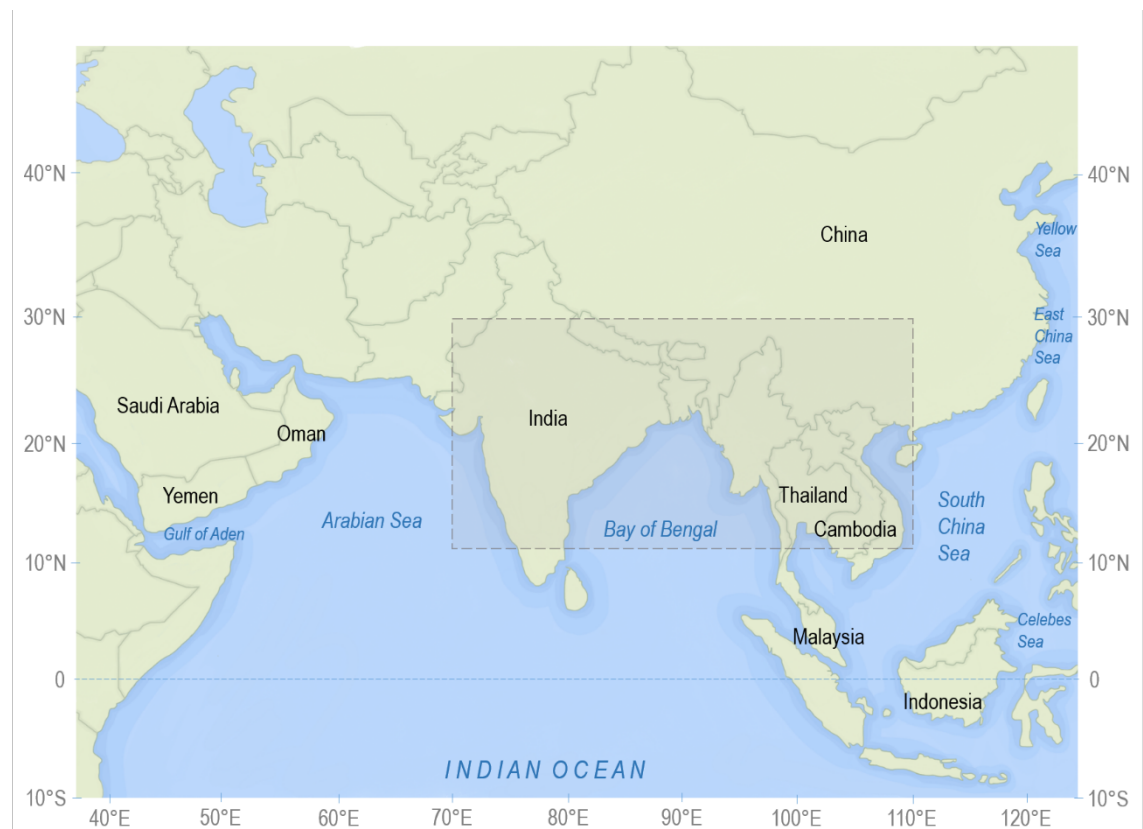 40°N
40°N
China
Yellow
Sea
30°N
30°N
East
China
Sea
Saudi Arabia
India
Oman
20°N
20°N
Yemen
Thailand
South
China
Sea
Arabian Sea
Bay of Bengal
Cambodia
Gulf of Aden
10°N
10°N
Celebes
Sea
Malaysia
0
0
Indonesia
INDIAN OCEAN
10°S
10°S
40°E 50°E 60°E 70°E 80°E 90°E 100°E 110°E 120°E